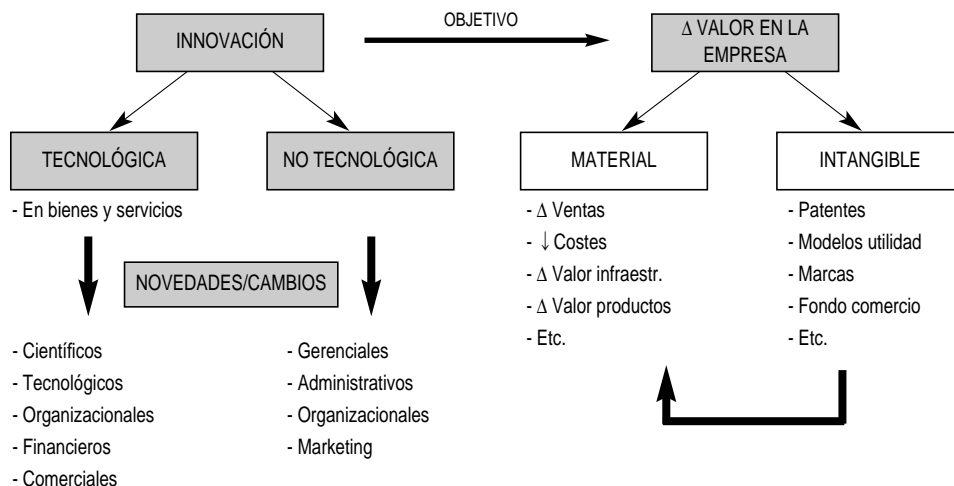 OBJETIVO
INNOVACIÓN
Δ VALOR EN LA
EMPRESA
TECNOLÓGICA
NO TECNOLÓGICA
MATERIAL
INTANGIBLE
- En bienes y servicios
NOVEDADES/CAMBIOS
- Científicos
- Tecnológicos
- Organizacionales
- Financieros
- Comerciales
- Gerenciales
- Administrativos
- Organizacionales
- Marketing
- Δ Ventas
- ↓ Costes
- Δ Valor infraestr.
- Δ Valor productos
- Etc.
- Patentes
- Modelos utilidad
- Marcas
- Fondo comercio
- Etc.